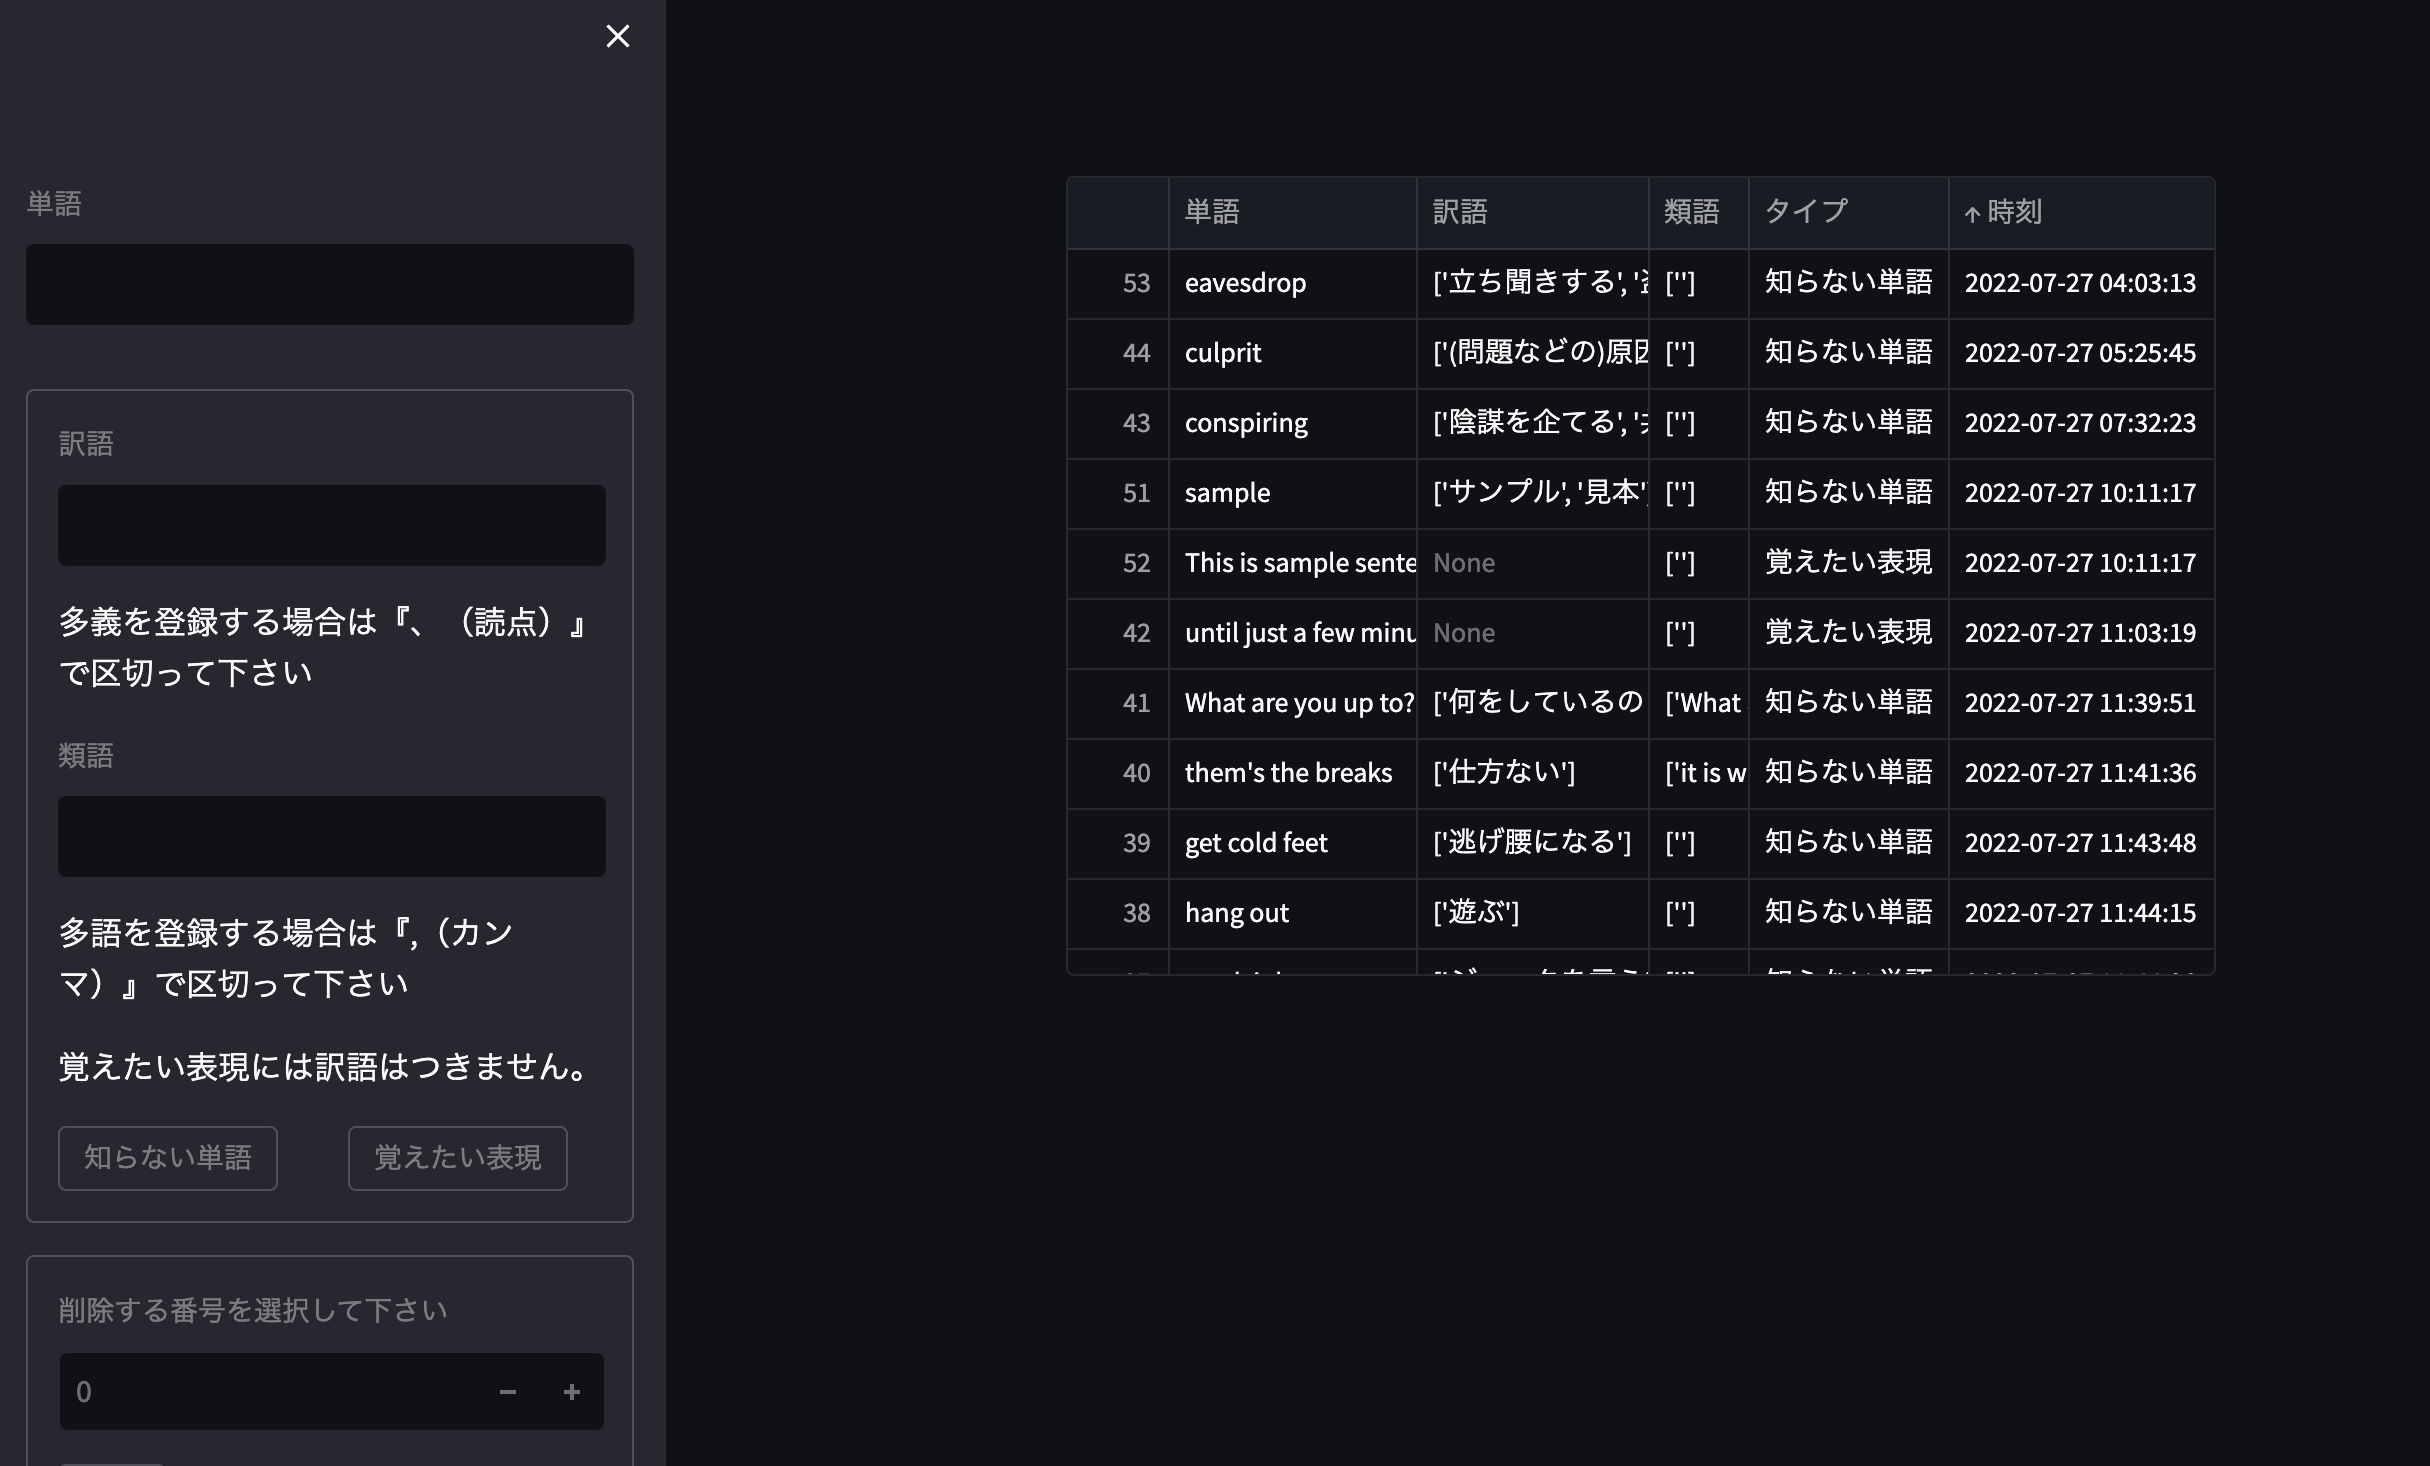 単語
訳語
多義を登録する場合は『、（読点）』
で区切って下さい
類語
多語を登録する場合は『,（カン
マ）』で区切って下さい
覚えたい表現には訳語はつきません。
知らない単語 覚えたい表現
削除する番号を選択して下さい
0 − +
単語 訳語 類語 タイプ ↑ 時刻
53 eavesdrop ['立ち聞きする', ' [''] 知らない単語 2022-07-27 04:03:13
44 culprit ['(問題などの)原因 [''] 知らない単語 2022-07-27 05:25:45
43 conspiring ['陰謀を企てる', ' [''] 知らない単語 2022-07-27 07:32:23
51 sample ['サンプル', '見本' [''] 知らない単語 2022-07-27 10:11:17
52 This is sample sente None [''] 覚えたい表現 2022-07-27 10:11:17
42 until just a few minu None [''] 覚えたい表現 2022-07-27 11:03:19
41 What are you up to? ['何をしているの ['What 知らない単語 2022-07-27 11:39:51
40 them's the breaks ['仕方ない'] ['it is w 知らない単語 2022-07-27 11:41:36
39 get cold feet ['逃げ腰になる'] [''] 知らない単語 2022-07-27 11:43:48
38 hang out ['遊ぶ'] [''] 知らない単語 2022-07-27 11:44:15